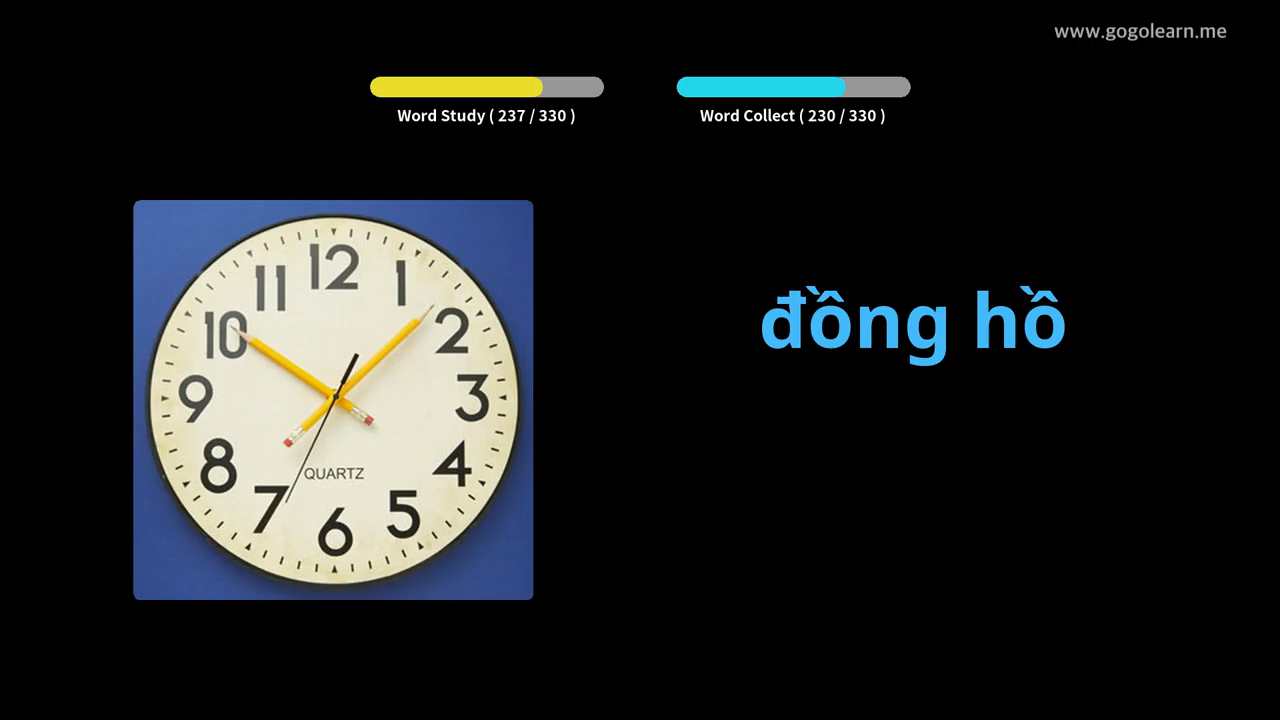 www.gogolearn.me
Word Study ( 237 / 330 )
Word Collect ( 230 / 330 )
12
11
1
10
2
9
3
8
4
7
5
6
QUARTZ
đồng hồ